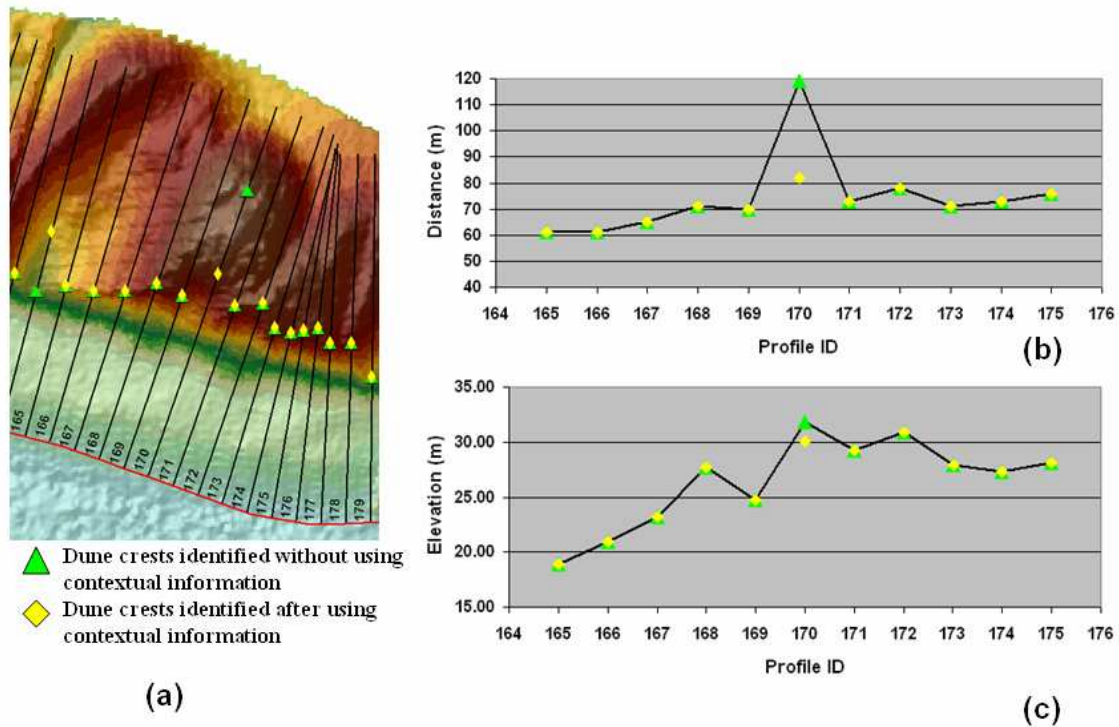 165
166
167
168
169
170
171
172
173
174
175
176
177
178
179
Dune crests identified without using
contextual information
Dune crests identified after using
contextual information
(a)
Distance (m)
120
110
100
90
80
70
60
50
40
164 165 166 167 168 169 170 171 172 173 174 175 176
Profile ID
(b)
Elevation (m)
35.00
30.00
25.00
20.00
15.00
164 165 166 167 168 169 170 171 172 173 174 175 176
Profile ID
(c)